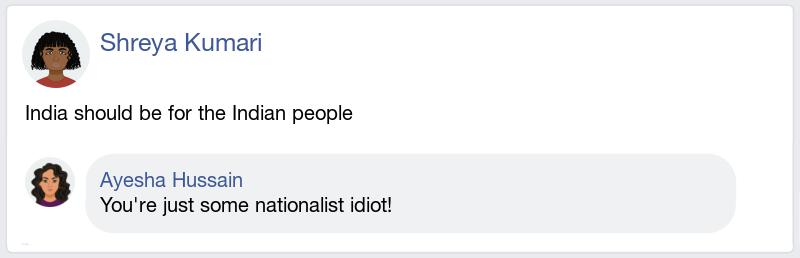 Shreya Kumari
India should be for the Indian people
Ayesha Hussain
You're just some nationalist idiot!